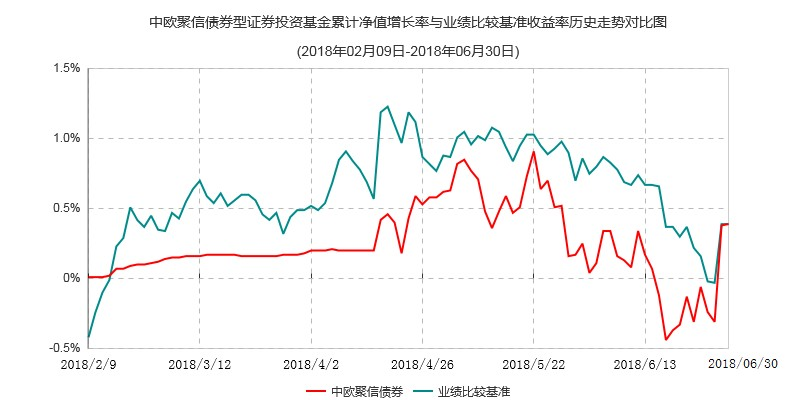 中欧聚信债券型证券投资基金累计净值增长率与业绩比较基准收益率历史走势对比图
(2018年02月09日-2018年06月30日)
1.5%
1.0%
0.5%
0%
-0.5%
2018/2/9 2018/3/12 2018/4/2 2018/4/26 2018/5/22 2018/6/13 2018/06/30
中欧聚信债券 业绩比较基准